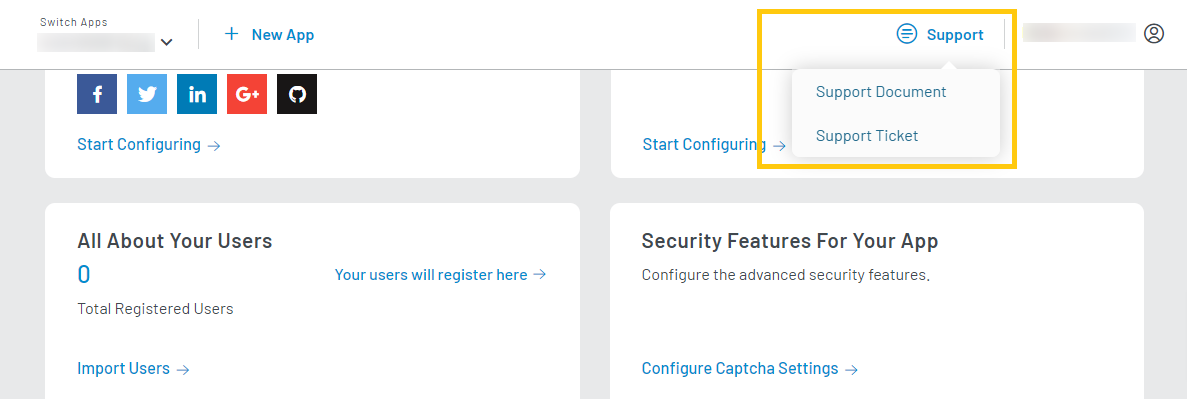 Switch Apps
+ New App
Support
Support Document
Support Ticket
f in G+
Start Configuring →
Start Configuring →
All About Your Users
0
Your users will register here →
Total Registered Users
Import Users →
Security Features For Your App
Configure the advanced security features.
Configure Captcha Settings →